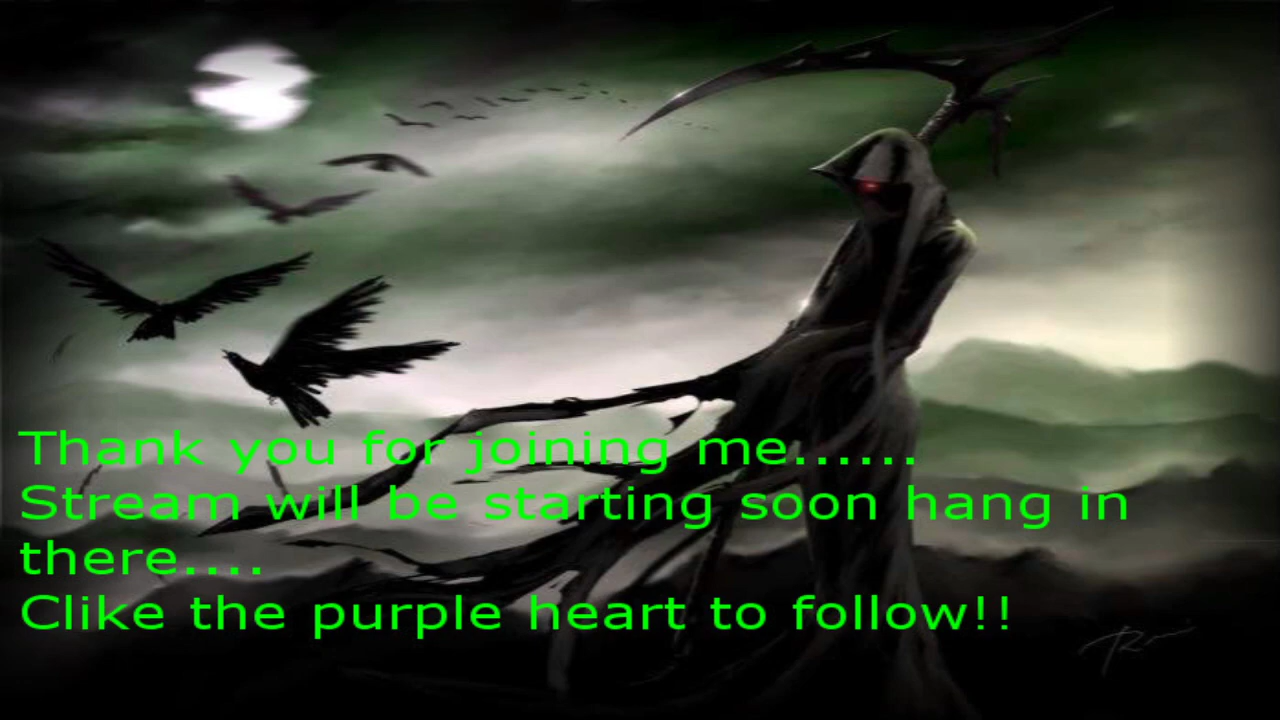 Thank you for joining me......
Stream will be starting soon hang in
there....
Clike the purple heart to follow!!